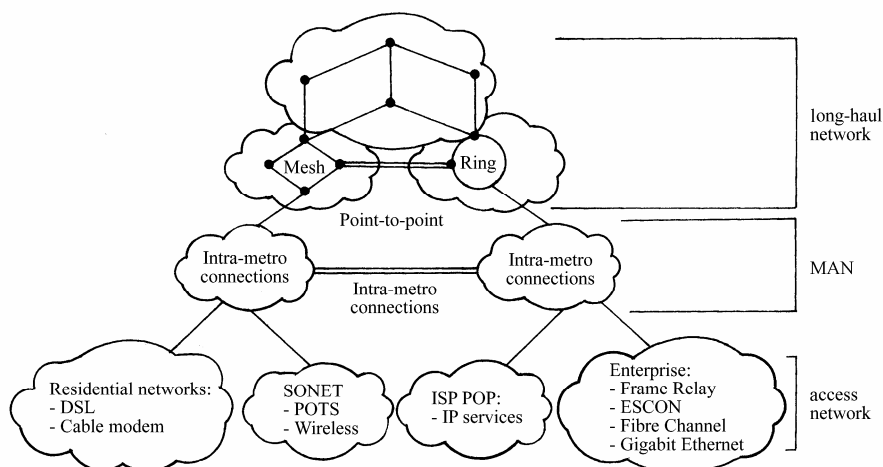 long-haul
network
Mesh
Ring
Point-to-point
Intra-metro
connections
Intra-metro
connections
Intra-metro
connections
MAN
Residential networks:
- DSL
- Cable modem
SONET
- POTS
- Wireless
ISP POP:
- IP services
Enterprise:
- Frame Relay
- ESCON
- Fibre Channel
- Gigabit Ethernet
access
network